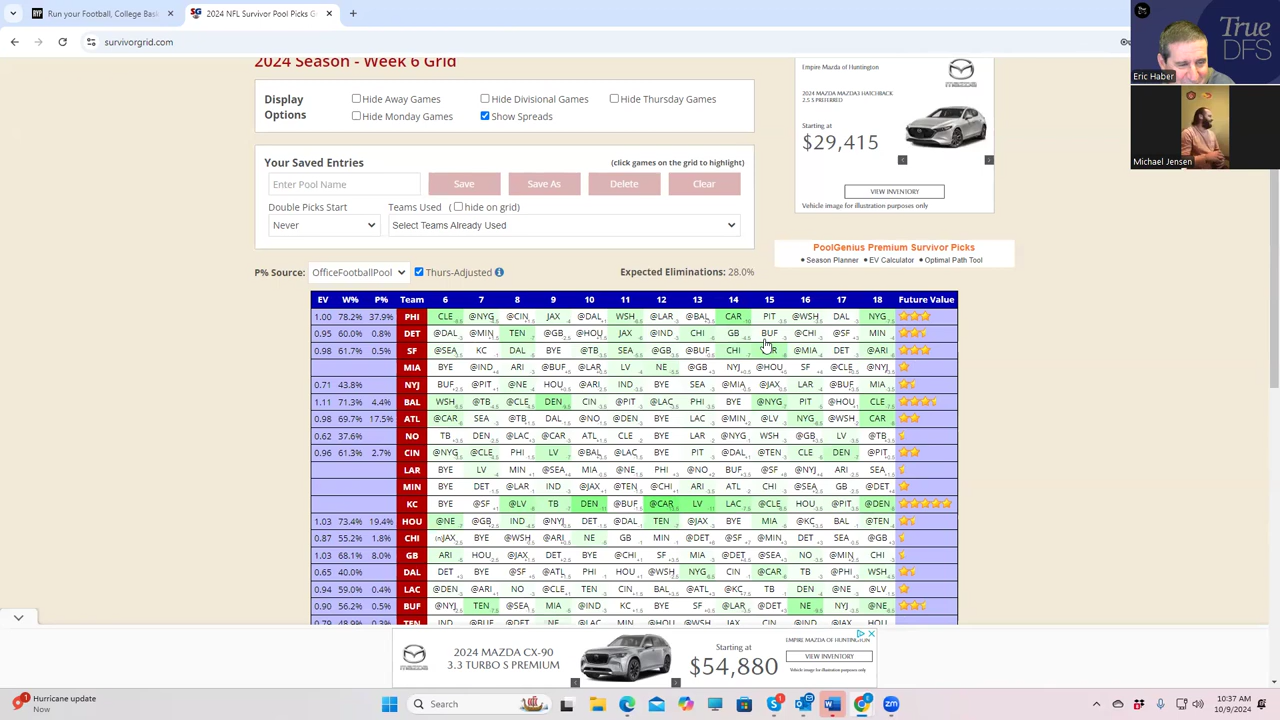 RYP Run your Football, College Bask
SG 2024 NFL Survivor Pool Pick G
survivorgrid.com
2024 Season - Week 6 Grid
Display Options
Hide Away Games
Hide Divisional Games
Hide Thursday Games
Hide Monday Games
Show Spreads
Your Saved Entries
(click games on the grid to highlight)
Enter Pool Name
Save
Save As
Delete
Clear
Double Picks Start
Teams Used ( hide on grid)
Never
Select Teams Already Used
P% Source:
OfficeFootballPool
Thurs-Adjusted
Expected Eliminations: 28.0%
Empire Mazda of Huntington
2024 MAZDA MAZDA3 HATCHBACK
2.5 S PREFERRED
Starting at
$29,415
VIEW INVENTORY
Vehicle image for illustration purposes only
PoolGenius Premium Survivor Picks
• Season Planner • EV Calculator • Optimal Path Tool
True
DFS
Eric Haber
Michael Jensen
EV W% P% Team 6 7 8 9 10 11 12 13 14 15 16 17 18 Future Value
1.00 78.2% 37.9% PHI CLE @NYG @CIN JAX @DAL WSH @LAR @BAL CAR PIT @WSH DAL NYG
0.95 60.0% 0.8% DET @DAL @MIN TEN @GB @HOU JAX @IND CHI GB BUF @CHI @SF MIN
0.98 61.7% 0.5% SF @SEA KC DAL BYE @TB SEA @GB @BUF CHI @MIA DET @ARI
MIA BYE @IND ARI @BUF @LAR LV NE @GB NYJ @HOU SF @CLE @NYJ
0.71 43.8% NYJ BUF @PIT @NE HOU @ARI IND BYE SEA @MIA @JAX LAR @BUF MIA
1.11 71.3% 4.4% BAL WSH @TB @CLE DEN CIN @PIT @LAC PHI BYE @NYG PIT @HOU CLE
0.98 69.7% 17.5% ATL @CAR SEA @TB DAL @NO @DEN BYE LAC @MIN @LV NYG @WSH CAR
0.62 37.6% NO TB DEN @LAC @CAR ATL CLE BYE LAR @NYG WSH @GB LV @TB
0.96 61.3% 2.7% CIN @NYG @CLE PHI LV @BAL @LAC BYE PIT @DAL @TEN CLE DEN @PIT
LAR BYE LV MIN @SEA MIA @NE PHI @NO BUF @SF @NYJ ARI SEA
MIN BYE DET @LAR IND @JAX @TEN @CHI ARI ATL CHI @SEA GB @DET
KC BYE @SF @LV TB DEN @BUF @CAR LV LAC @CLE HOU @PIT @DEN
1.03 73.4% 19.4% HOU @NE @GB IND @NYJ DET @DAL TEN @JAX BYE MIA @KC BAL @TEN
0.87 55.2% 1.8% CHI JAX BYE @WSH @ARI NE GB MIN @DET @SF @MIN DET SEA @GB
1.03 68.1% 8.0% GB ARI HOU @JAX DET BYE @CHI SF MIA @DET @SEA NO @MIN CHI
0.65 40.0% DAL DET BYE @SF @ATL PHI HOU @WSH NYG CIN @CAR TB @PHI WSH
0.94 59.0% 0.4% LAC @DEN @ARI NO @CLE TEN CIN BAL @ATL @KC TB DEN @NE @LV
0.90 56.2% 0.5% BUF @NYJ TEN @SEA MIA @IND KC BYE SF @LAR @DET NE NYJ @NE
2024 MAZDA CX-90
3.3 TURBO S PREMIUM
Starting at
$54,880
EMPIRE MAZDA OF HUNTINGTON
VIEW INVENTORY
Vehicle image for illustration purposes only
Hurricane update
Now
Search
10:37 AM
10/9/2024